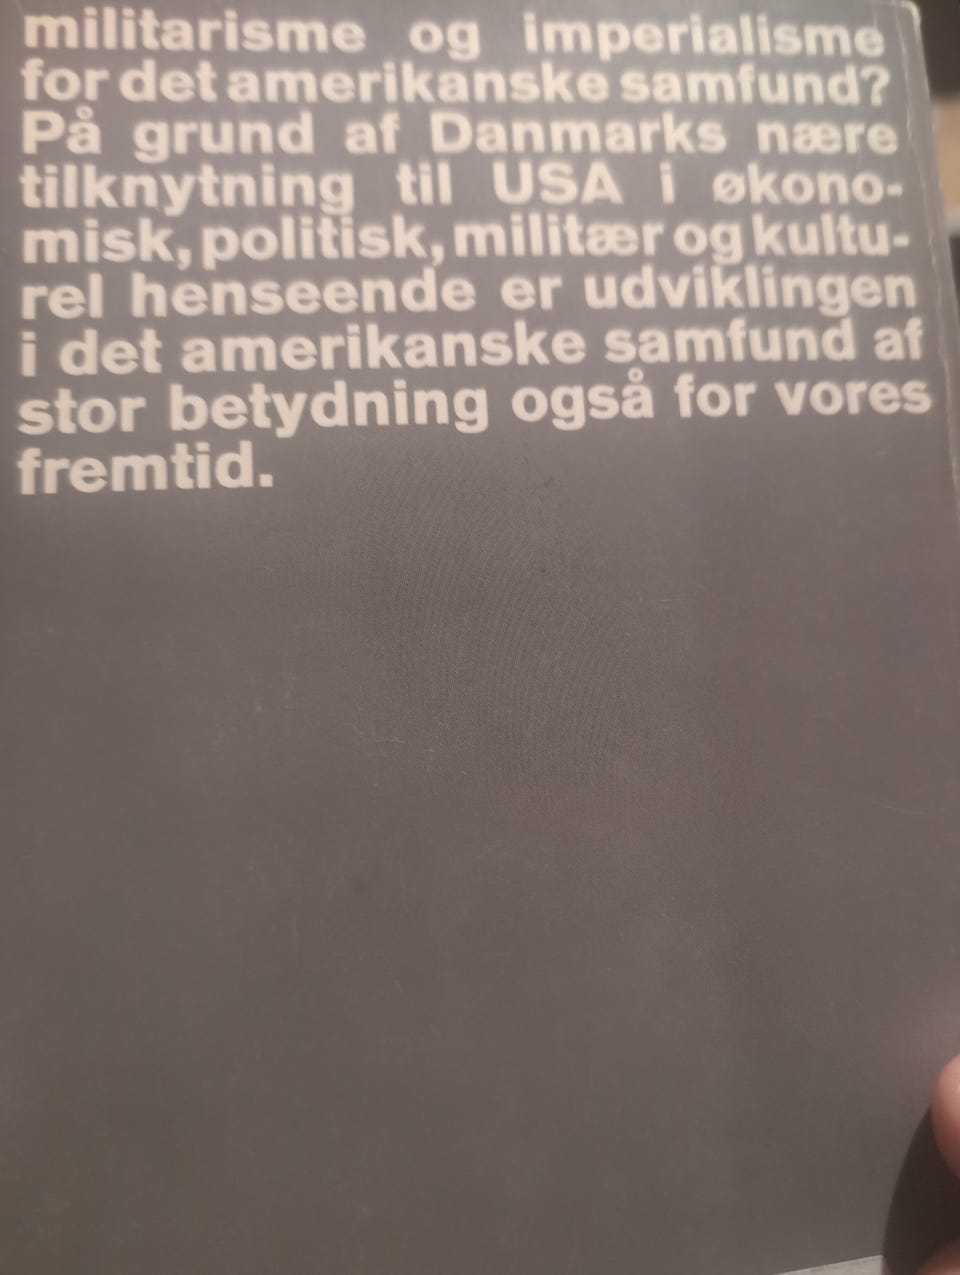 militarisme og imperialisme
for det amerikanske samfund?
På grund af Danmarks nære
tilknytning til USA i økono-
misk, politisk, militær og kultu-
rel henseende er udviklingen
i det amerikanske samfund af
stor betydning også for vores
fremtid.